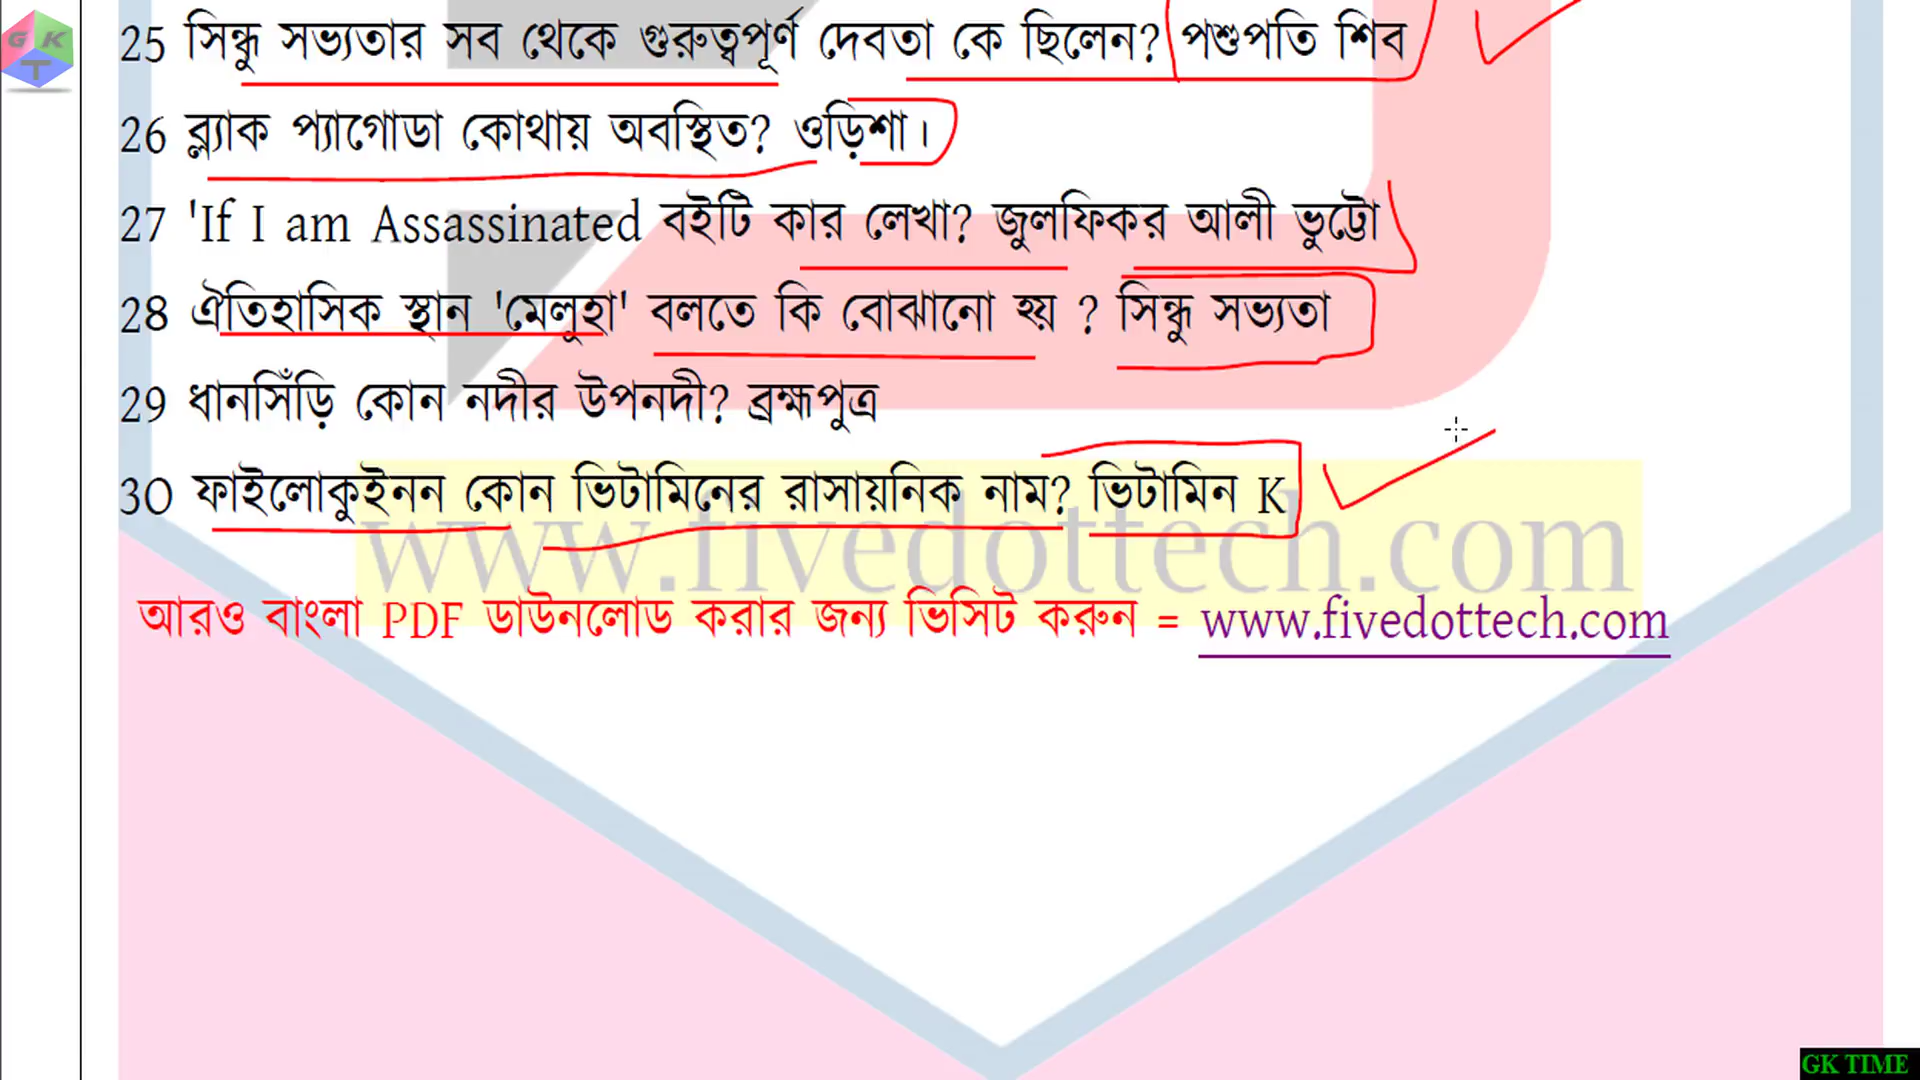 25 সিন্ধু সভ্যতার সব থেকে গুরুত্বপূর্ণ দেবতা কে ছিলেন? পশুপতি শিব
26 ব্ল্যাক প্যাগোডা কোথায় অবস্থিত? ওড়িশা।
27 'If I am Assassinated বইটি কার লেখা? জুলফিকর আলী ভুট্টো
28 ঐতিহাসিক স্থান 'মেলুহা' বলতে কি বোঝানো হয় ? সিন্ধু সভ্যতা
29 ধানসিঁড়ি কোন নদীর উপনদী? ব্রহ্মপুত্র
30 ফাইলোকুইনন কোন ভিটামিনের রাসায়নিক নাম? ভিটামিন K
www.fivedottech.com
আরও বাংলা PDF ডাউনলোড করার জন্য ভিসিট করুন = www.fivedottech.com
GKT
GK TIME